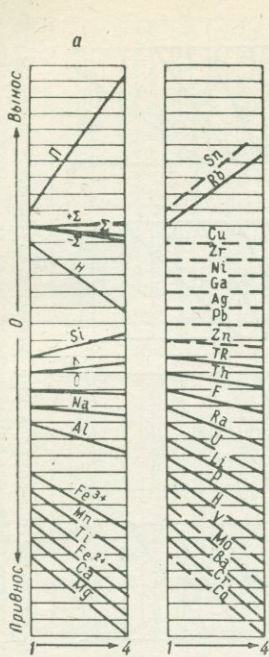 а
Вынос
0
Привнос
П
+Σ
Σ
-Σ
H
Si
Na
Al
Fe³⁺
Mn
Ti
Fe²⁺
Ca
Mg
1 4
Sn
Rb
Cu
Zr
Ni
Ga
Ag
Pb
Zn
TR
Th
F
Ra
U
Li
P
H
V
Mo
Ba
Cr
Co
1 4